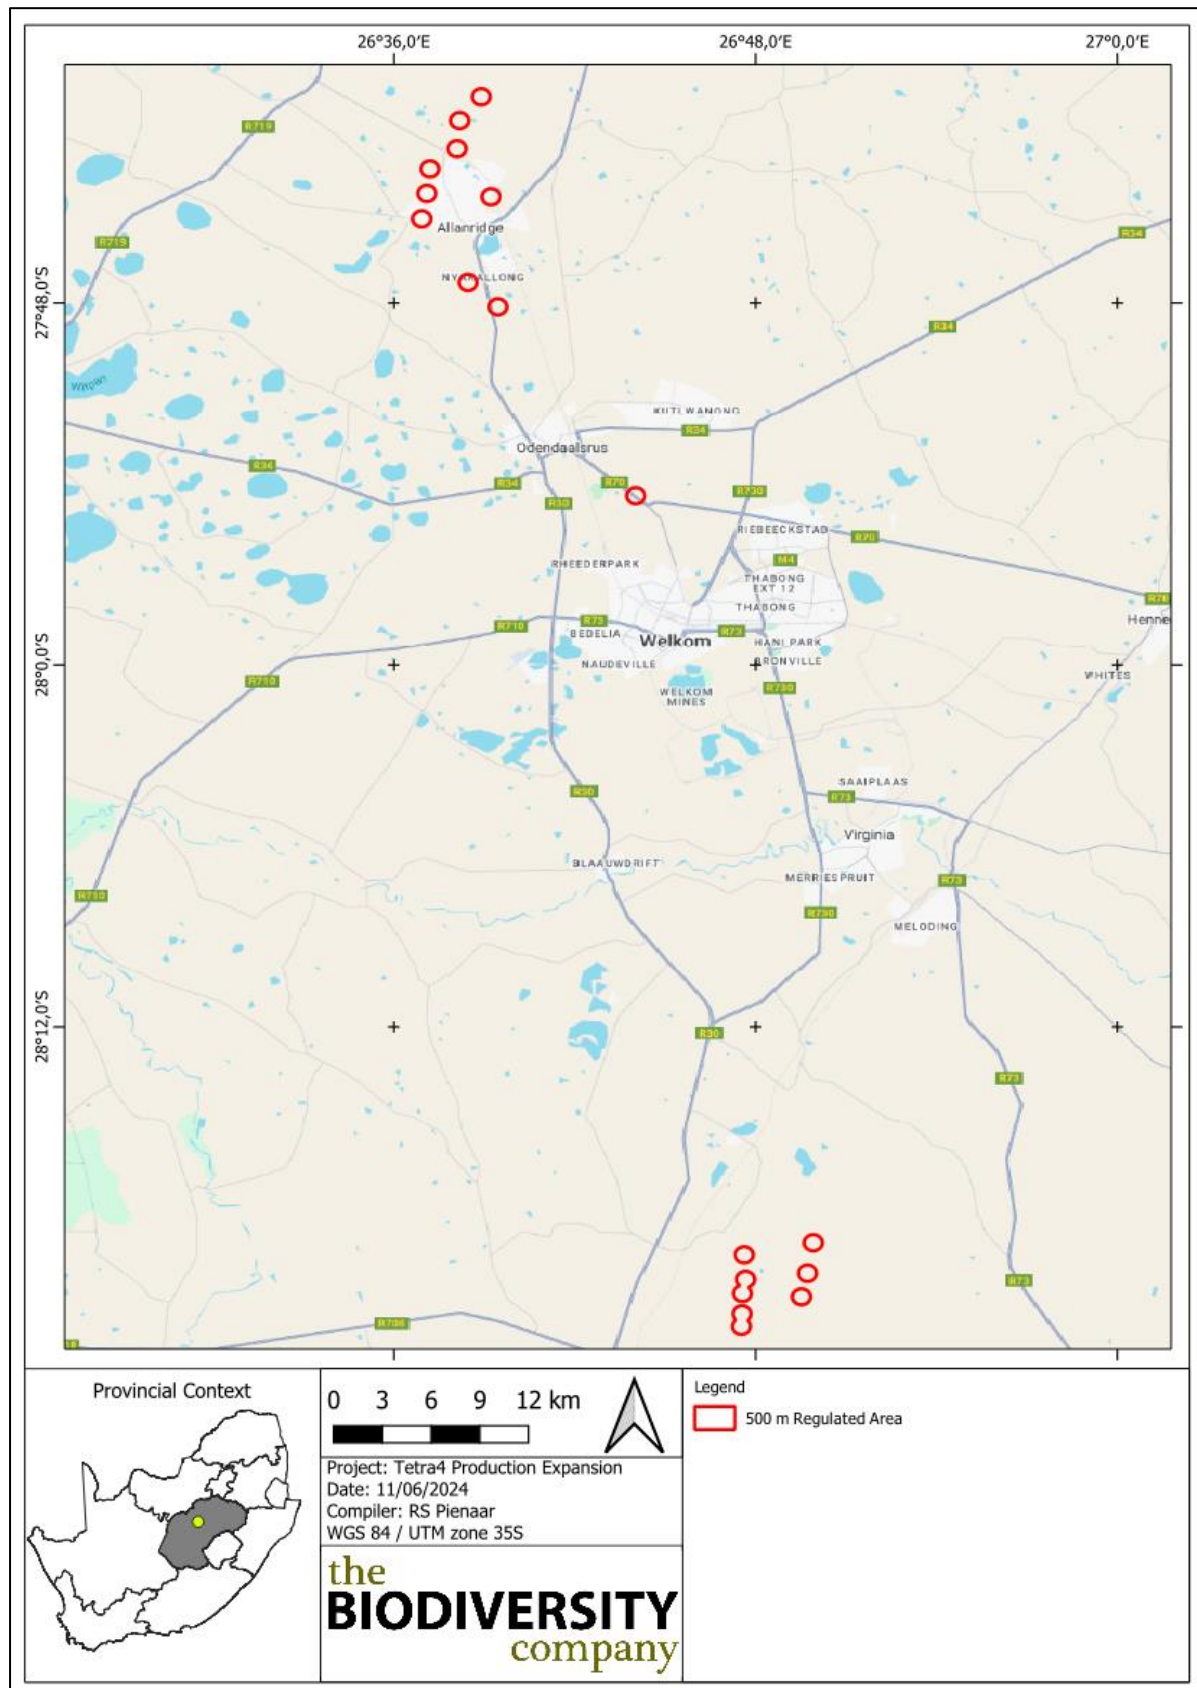 26°36,0'E
26°48,0'E
27°0,0'E
R719
R719
Allanridge
R34
27°48,0'S
R34
Witpan
KUTLWANONG
R34
Odendaalsrus
R34
R34
R70
R30
R730
RIEBEECKSTAD
R70
RHEEDERPARK
M4
THABONG
EXT 12
THABONG
R710
R73
BEDELIA
Welkom
R73
HANI PARK
BRONVILLE
NAUDEVILLE
Henne
28°0,0'S
R710
WHITES
WELKOM
MINES
R730
SAAIPLAAS
R30
R73
Virginia
BLAAUWDRIFT
MERRIESPRUIT
R710
R73
R730
MELODING
28°12,0'S
R30
R73
R73
R708
Provincial Context
0 3 6 9 12 km
Project: Tetra4 Production Expansion
Date: 11/06/2024
Compiler: RS Pienaar
WGS 84 / UTM zone 35S
the
BIODIVERSITY
company
Legend
500 m Regulated Area